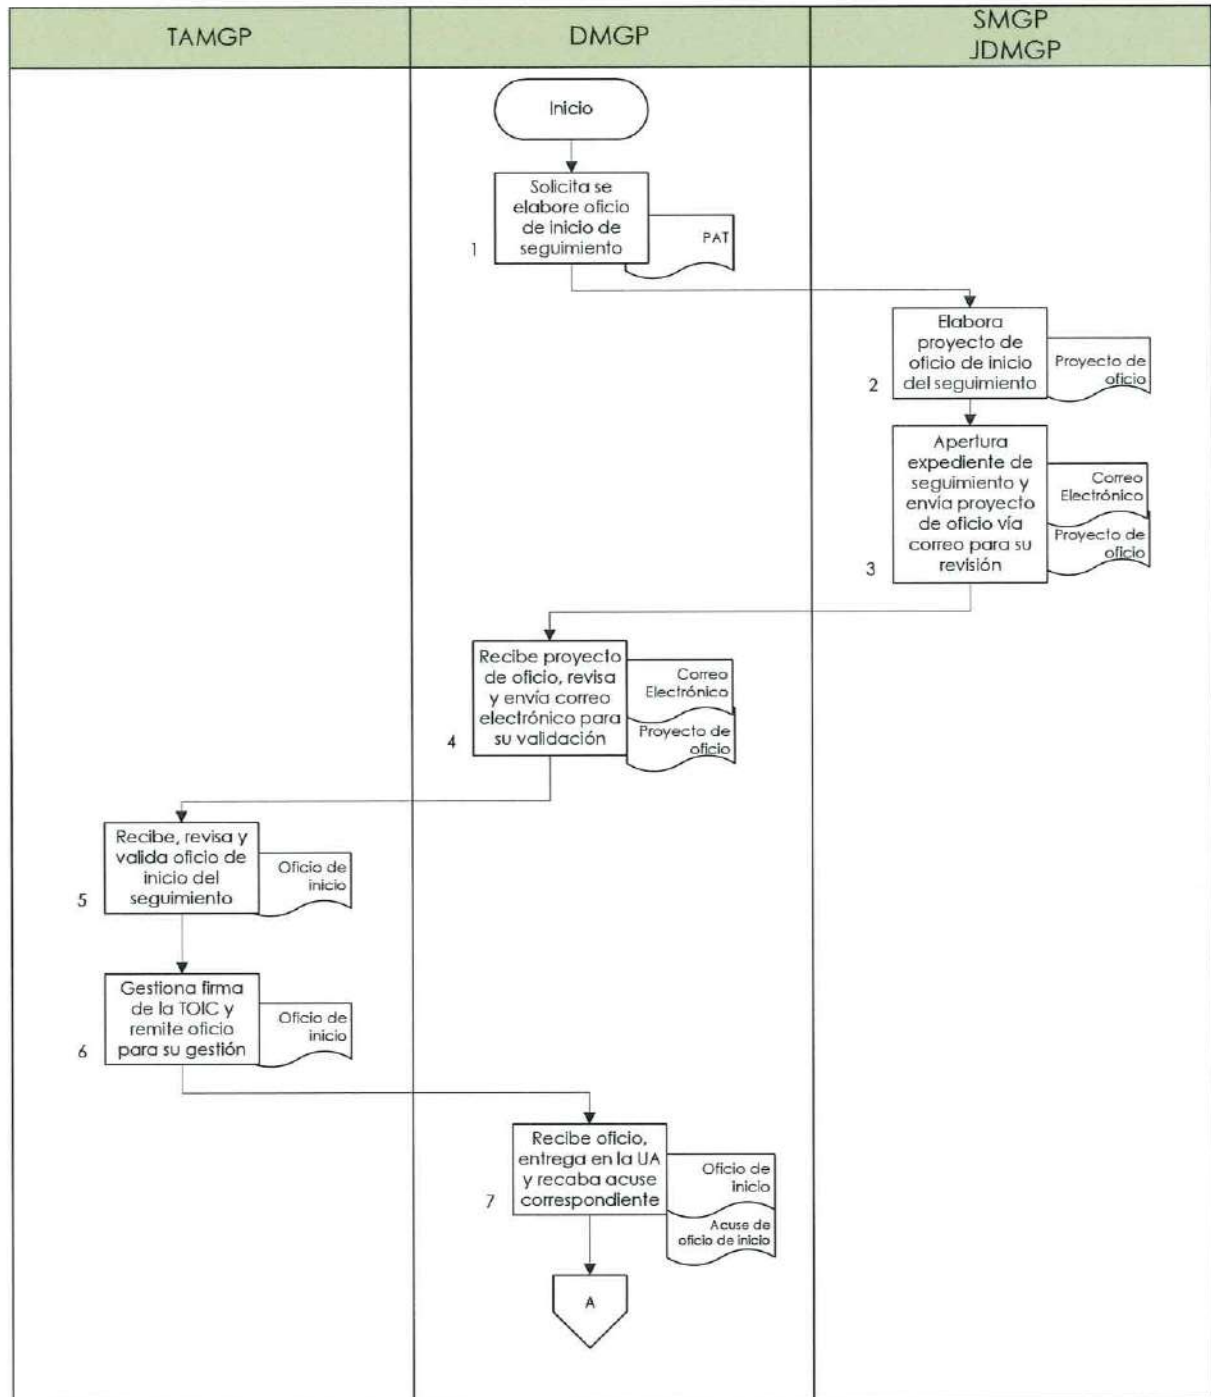 TAMGP
DMGP
SMGP
JDMGP
Inicio
Solicita se
elabore oficio
de inicio de
seguimiento
1
PAT
Elabora
proyecto de
oficio de inicio
del seguimiento
2
Proyecto de
oficio
Apertura
expediente de
seguimiento y
envía proyecto
de oficio vía
correo para su
revisión
3
Correo
Electrónico
Proyecto de
oficio
Recibe proyecto
de oficio, revisa
y envía correo
electrónico para
su validación
4
Correo
Electrónico
Proyecto de
oficio
Recibe, revisa y
valida oficio de
inicio del
seguimiento
5
Oficio de
inicio
Gestiona firma
de la TOIC y
remite oficio
para su gestión
6
Oficio de
inicio
Recibe oficio,
entrega en la UA
y recaba acuse
correspondiente
7
Oficio de
inicio
Acuse de
oficio de inicio
A